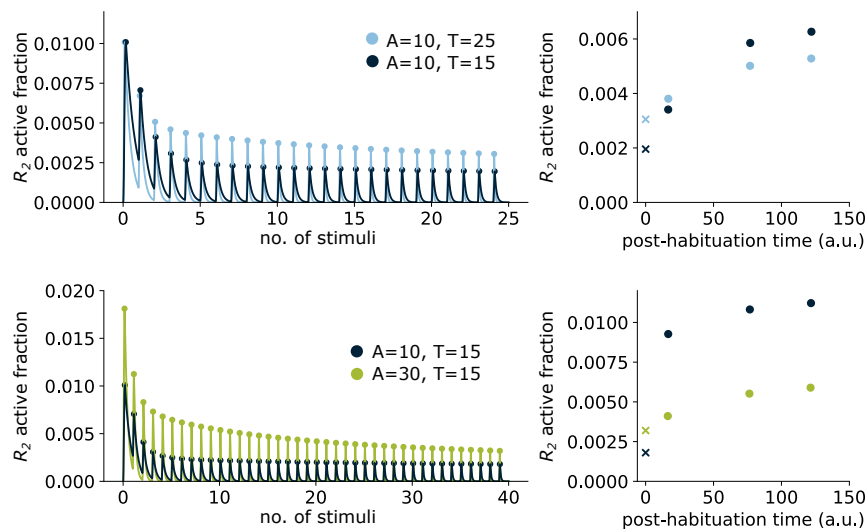 A=10, T=25
A=10, T=15
R2 active fraction
0.0100
0.0075
0.0050
0.0025
0.0000
0 5 10 15 20 25
no. of stimuli
R2 active fraction
0.006
0.004
0.002
0.000
0 50 100 150
post-habituation time (a.u.)
A=10, T=15
A=30, T=15
R2 active fraction
0.020
0.015
0.010
0.005
0.000
0 10 20 30 40
no. of stimuli
R2 active fraction
0.0100
0.0075
0.0050
0.0025
0.0000
0 50 100 150
post-habituation time (a.u.)